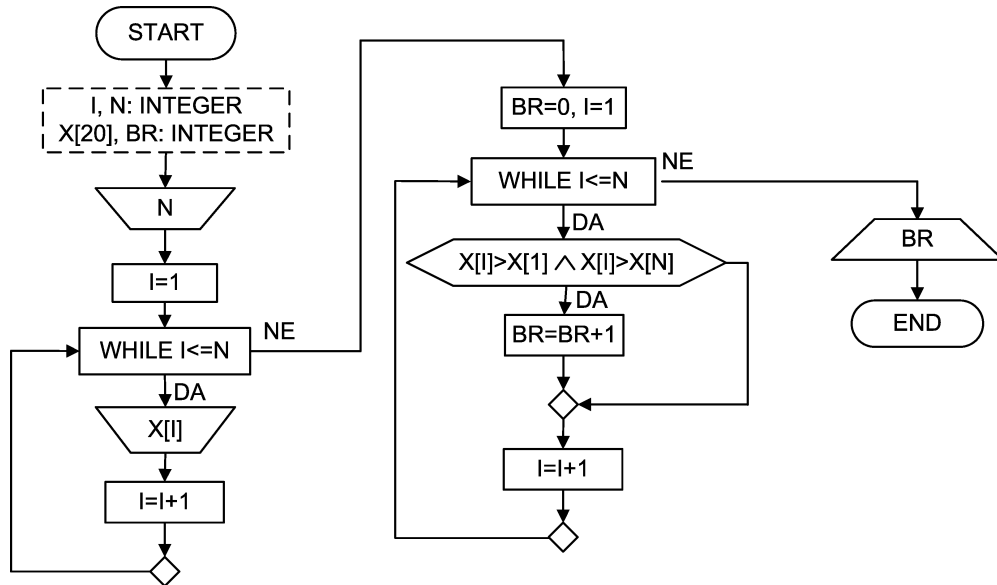 START
I, N: INTEGER
X[20], BR: INTEGER
N
I=1
WHILE I<=N
NE
DA
X[I]
I=I+1
BR=0, I=1
WHILE I<=N
NE
DA
X[I]>X[1] ∧ X[I]>X[N]
DA
BR=BR+1
I=I+1
BR
END